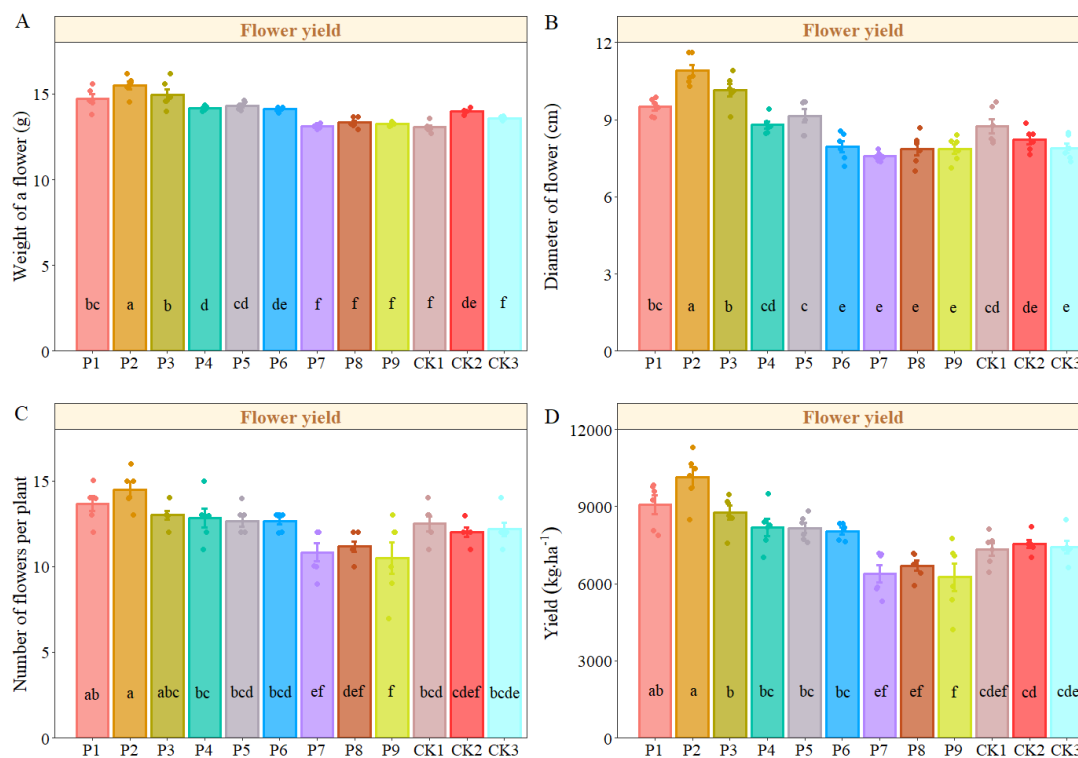 A
Flower yield
Weight of a flower (g)
15
10
5
0
bc a b d cd de f f f f de f
P1 P2 P3 P4 P5 P6 P7 P8 P9 CK1 CK2 CK3
B
Flower yield
Diameter of flower (cm)
12
9
6
3
0
bc a b cd c e e e e cd de e
P1 P2 P3 P4 P5 P6 P7 P8 P9 CK1 CK2 CK3
C
Flower yield
Number of flowers per plant
15
10
5
0
ab a abc bc bcd bcd ef def f bcd cdef bcde
P1 P2 P3 P4 P5 P6 P7 P8 P9 CK1 CK2 CK3
D
Flower yield
Yield (kg.ha⁻¹)
12000
9000
6000
3000
0
ab a b bc bc bc ef ef f cdef cd cde
P1 P2 P3 P4 P5 P6 P7 P8 P9 CK1 CK2 CK3